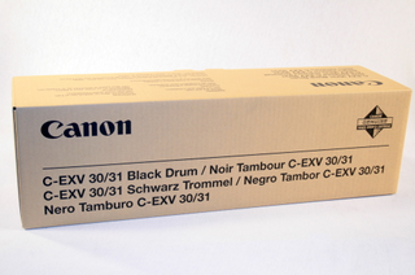 Canon
GENUINE
C-EXV 30/31 Black Drum / Noir Tambour C-EXV 30/31
C-EXV 30/31 Schwarz Trommel / Negro Tambor C-EXV 30/31
Nero Tamburo C-EXV 30/31